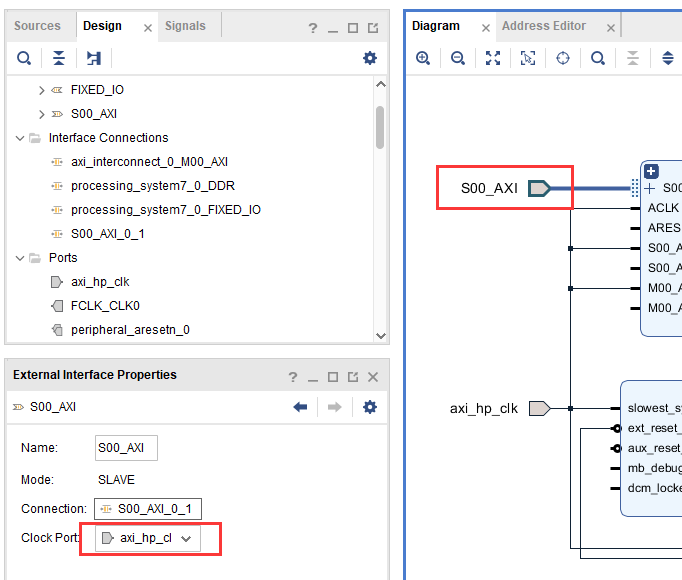 Sources
Design
Signals
FIXED_IO
S00_AXI
Interface Connections
axi_interconnect_0_M00_AXI
processing_system7_0_DDR
processing_system7_0_FIXED_IO
S00_AXI_0_1
Ports
axi_hp_clk
FCLK_CLK0
peripheral_aresetn_0
External Interface Properties
S00_AXI
Name: S00_AXI
Mode: SLAVE
Connection: S00_AXI_0_1
Clock Port: axi_hp_cl
Diagram
Address Editor
S00_AXI
S00
ACLK
ARES
S00_A
S00_A
M00_A
M00_A
axi_hp_clk
slowest_sy
ext_reset_
aux_reset_
mb_debug
dcm_locke